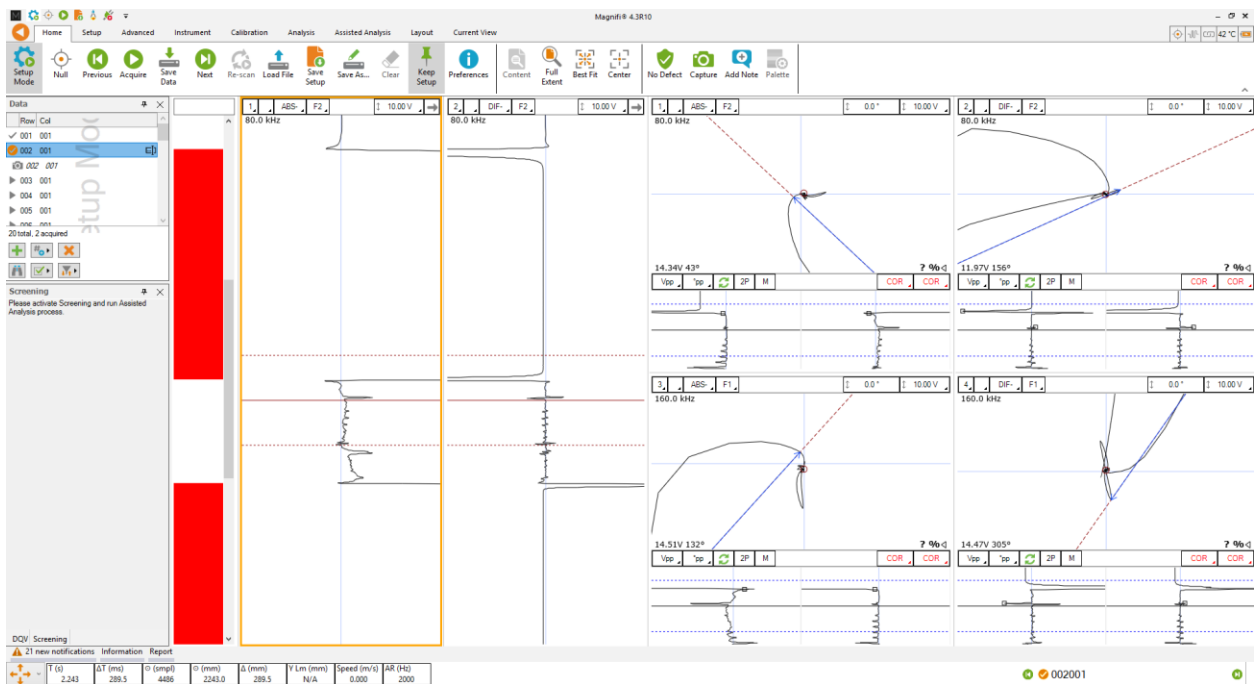 Magnifi® 4.3R10
Home Setup Advanced Instrument Calibration Analysis Assisted Analysis Layout Current View
42 °C
Setup Mode
Null
Previous
Acquire
Save Data
Next
Re-scan
Load File
Save Setup
Save As...
Clear
Keep Setup
Preferences
Content
Full Extent
Best Fit
Center
No Defect
Capture
Add Note
Palette
Data
Row Col
001 001
002 001
002 001
003 001
004 001
005 001
006 001
20 total, 2 acquired
Screening
Please activate Screening and run Assisted
Analysis process.
DQV Screening
1 ABS- F2 10.00 V
80.0 kHz
2 DIF- F2 10.00 V
80.0 kHz
1 ABS- F2 0.0 ° 10.00 V
80.0 kHz
14.34V 43° ? %
Vpp °pp 2P M COR COR
2 DIF- F2 0.0 ° 10.00 V
80.0 kHz
11.97V 156° ? %
Vpp °pp 2P M COR COR
3 ABS- F1 0.0 ° 10.00 V
160.0 kHz
14.51V 132° ? %
Vpp °pp 2P M COR COR
4 DIF- F1 0.0 ° 10.00 V
160.0 kHz
14.47V 305° ? %
Vpp °pp 2P M COR COR
21 new notifications Information Report
T (s) ΔT (ms) ⊙ (smpl) ⊙ (mm) Δ (mm) Y Lm (mm) Speed (m/s) AR (Hz)
2.243 289.5 4486 2243.0 289.5 N/A 0.000 2000
002001